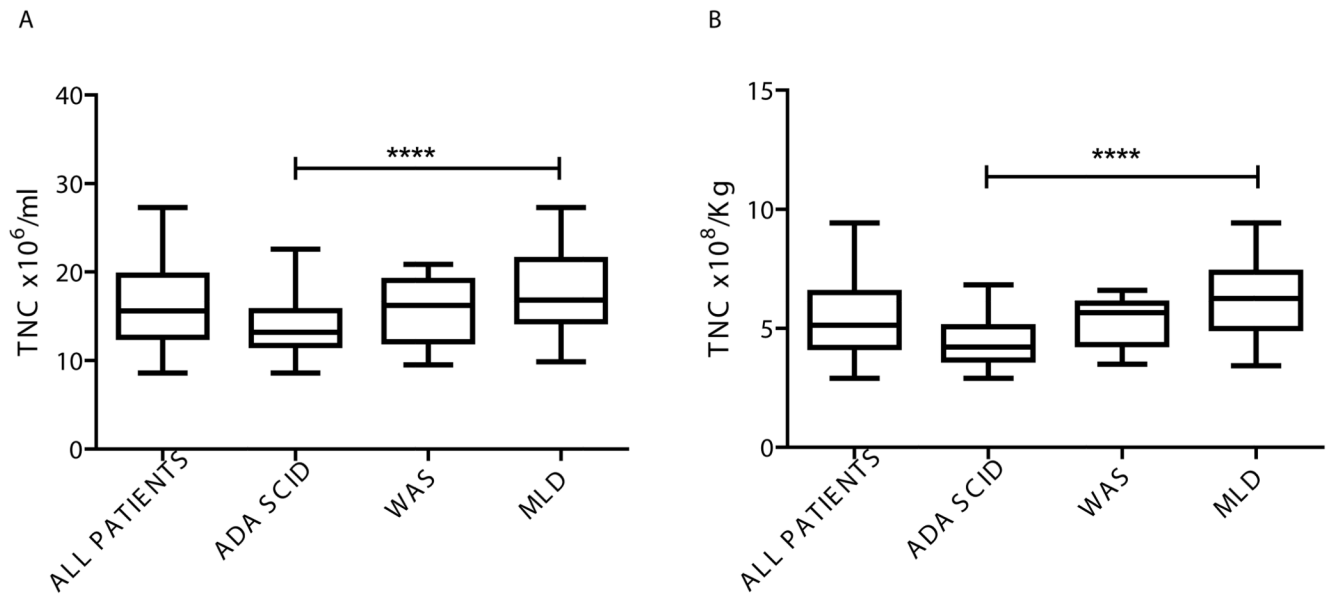 A
TNC x10⁶/ml
40
30
20
10
0
****
ALL PATIENTS
ADA SCID
WAS
MLD
B
TNC x10⁸/Kg
15
10
5
0
****
ALL PATIENTS
ADA SCID
WAS
MLD